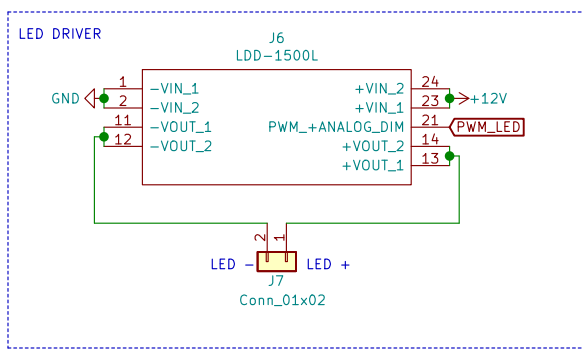 LED DRIVER
J6
LDD-1500L
1 -VIN_1 +VIN_2 24
GND 2 -VIN_2 +VIN_1 23 +12V
11 -VOUT_1 PWM_+ANALOG_DIM 21 PWM_LED
12 -VOUT_2 +VOUT_2 14
+VOUT_1 13
2 1
LED - LED +
J7
Conn_01x02